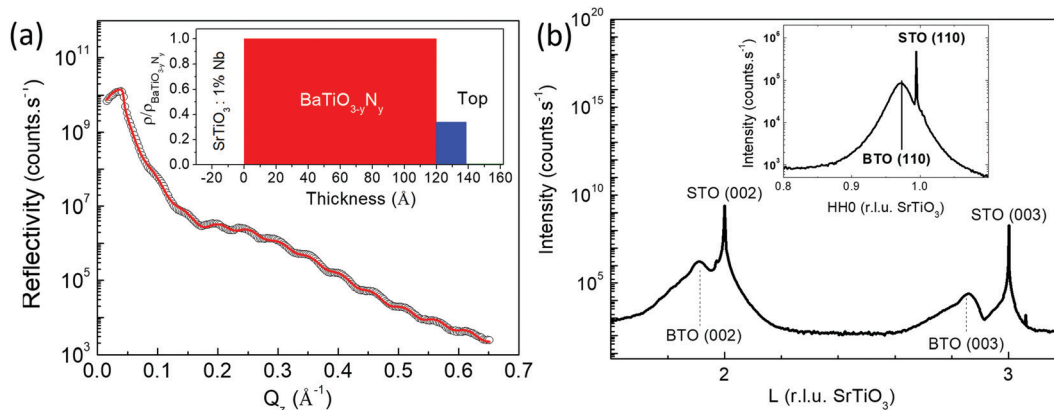 (a)
Reflectivity (counts.s⁻¹)
10¹¹
10⁹
10⁷
10⁵
10³
0.0 0.1 0.2 0.3 0.4 0.5 0.6 0.7
Q_z (Å⁻¹)
ρ/ρ_BaTiO₃₋yNy
1.0
0.8
0.6
0.4
0.2
0.0
SrTiO₃ : 1% Nb
BaTiO₃₋yNy
Top
-20 0 20 40 60 80 100 120 140 160
Thickness (Å)
(b)
Intensity (counts.s⁻¹)
10²⁰
10¹⁵
10¹⁰
10⁵
STO (002)
BTO (002)
STO (003)
BTO (003)
2 3
L (r.l.u. SrTiO₃)
Intensity (counts.s⁻¹)
10⁶
10⁵
10⁴
10³
STO (110)
BTO (110)
0.8 0.9 1.0
HH0 (r.l.u. SrTiO₃)